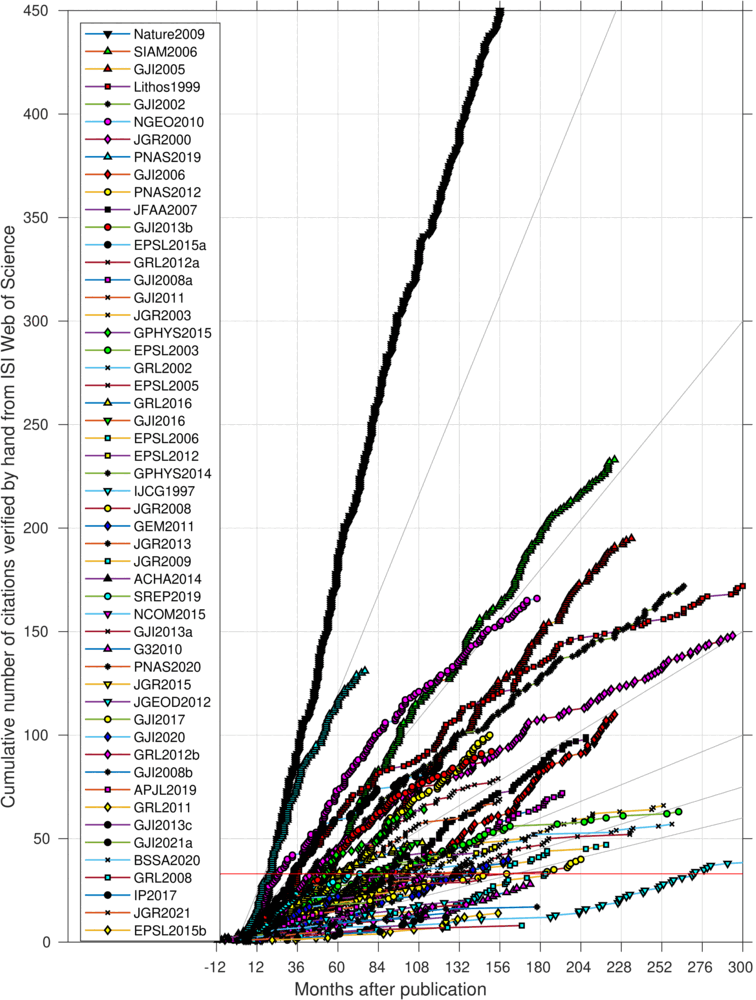 450
400
350
300
250
200
150
100
50
0
Cumulative number of citations verified by hand from ISI Web of Science
Nature2009
SIAM2006
GJI2005
Lithos1999
GJI2002
NGEO2010
JGR2000
PNAS2019
GJI2006
PNAS2012
JFAA2007
GJI2013b
EPSL2015a
GRL2012a
GJI2008a
GJI2011
JGR2003
GPHYS2015
EPSL2003
GRL2002
EPSL2005
GRL2016
GJI2016
EPSL2006
EPSL2012
GPHYS2014
IJCG1997
JGR2008
GEM2011
JGR2013
JGR2009
ACHA2014
SREP2019
NCOM2015
GJI2013a
G32010
PNAS2020
JGR2015
JGEOD2012
GJI2017
GJI2020
GRL2012b
GJI2008b
APJL2019
GRL2011
GJI2013c
GJI2021a
BSSA2020
GRL2008
IP2017
JGR2021
EPSL2015b
-12 12 36 60 84 108 132 156 180 204 228 252 276 300
Months after publication